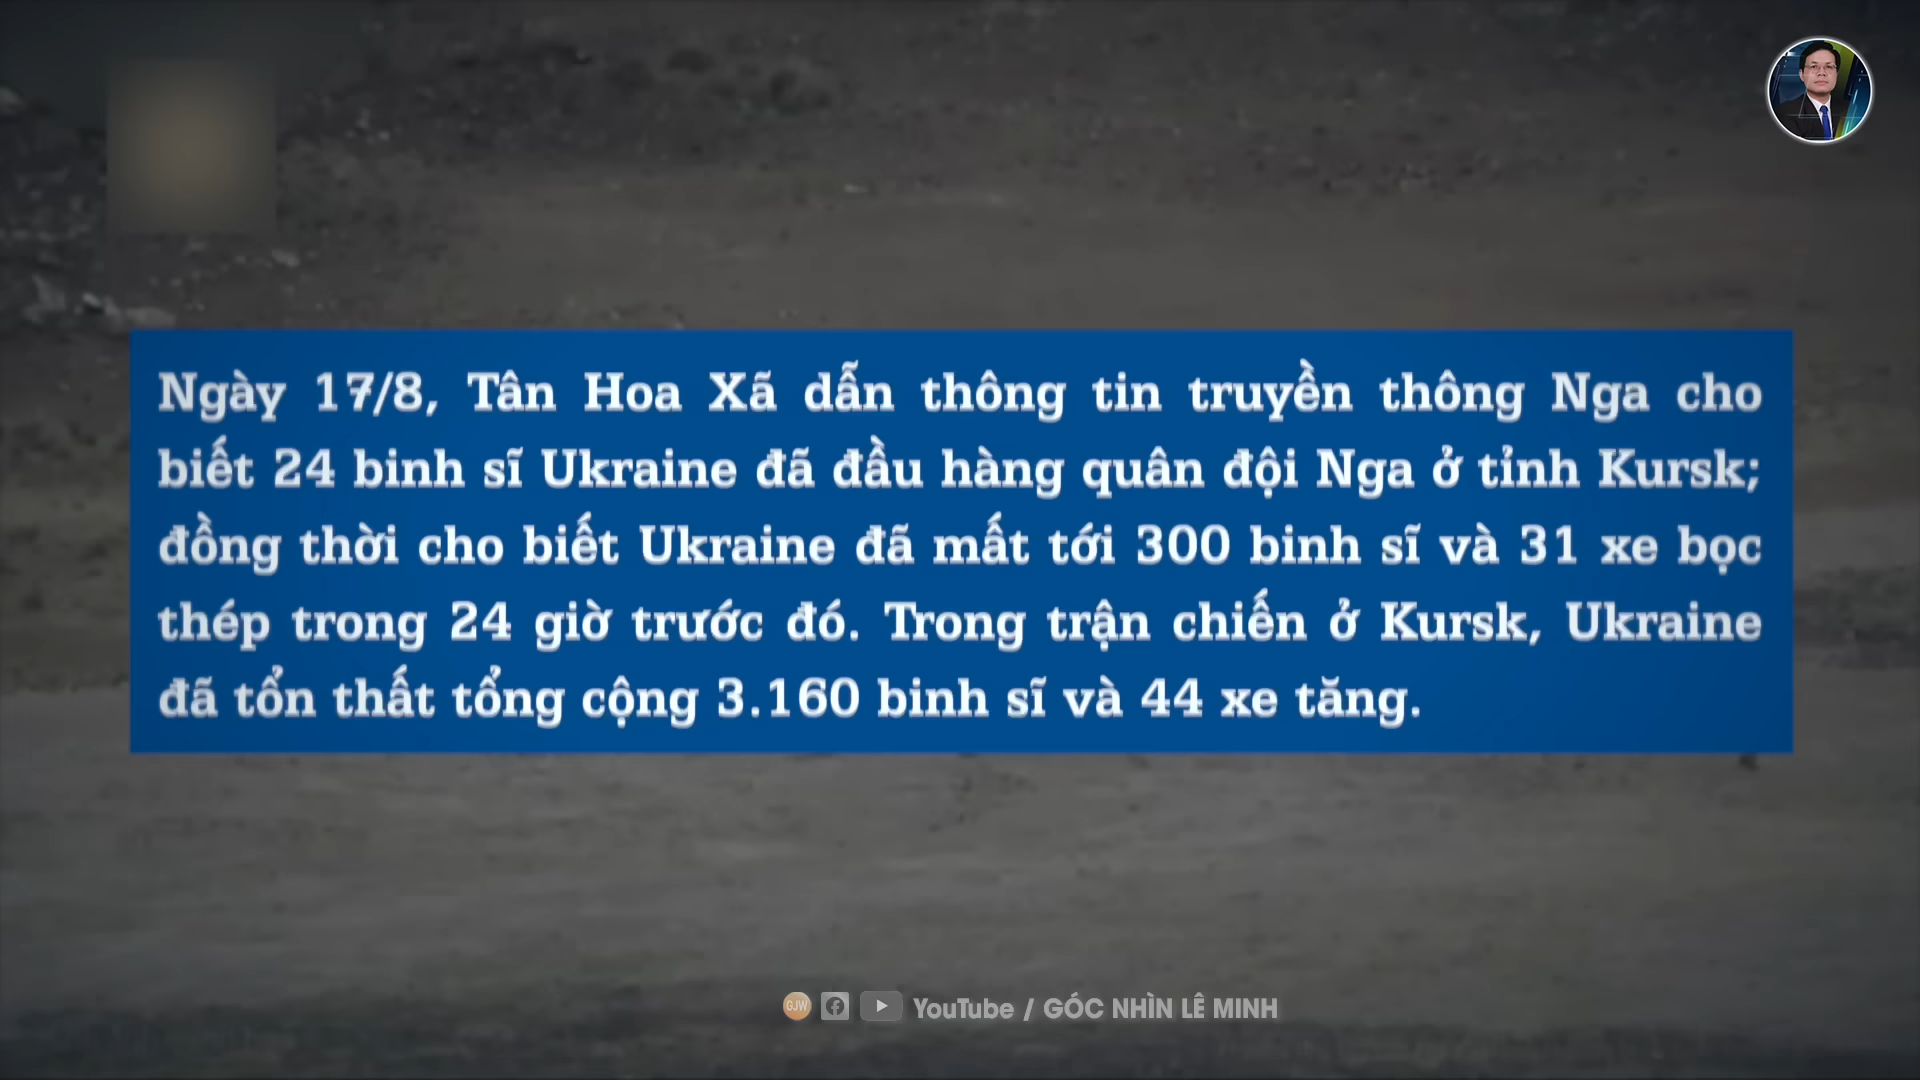 Ngày 17/8, Tân Hoa Xã dẫn thông tin truyền thông Nga cho
biết 24 binh sĩ Ukraine đã đầu hàng quân đội Nga ở tỉnh Kursk;
đồng thời cho biết Ukraine đã mất tới 300 binh sĩ và 31 xe bọc
thép trong 24 giờ trước đó. Trong trận chiến ở Kursk, Ukraine
đã tổn thất tổng cộng 3.160 binh sĩ và 44 xe tăng.
GJW YouTube / GÓC NHÌN LÊ MINH